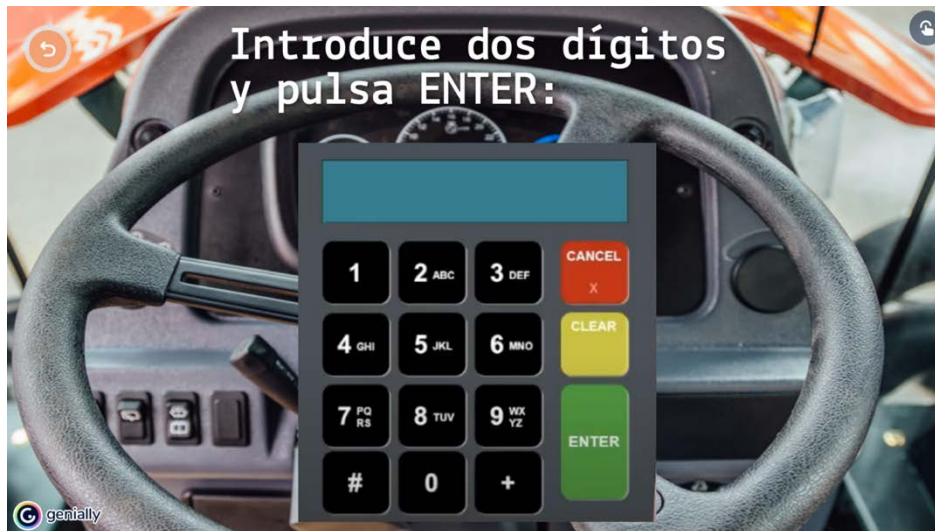 Introduce dos dígitos
y pulsa ENTER:
1 2 ABC 3 DEF CANCEL
X
4 GHI 5 JKL 6 MNO CLEAR
7 PQ RS 8 TUV 9 WX YZ ENTER
# 0 +
genially